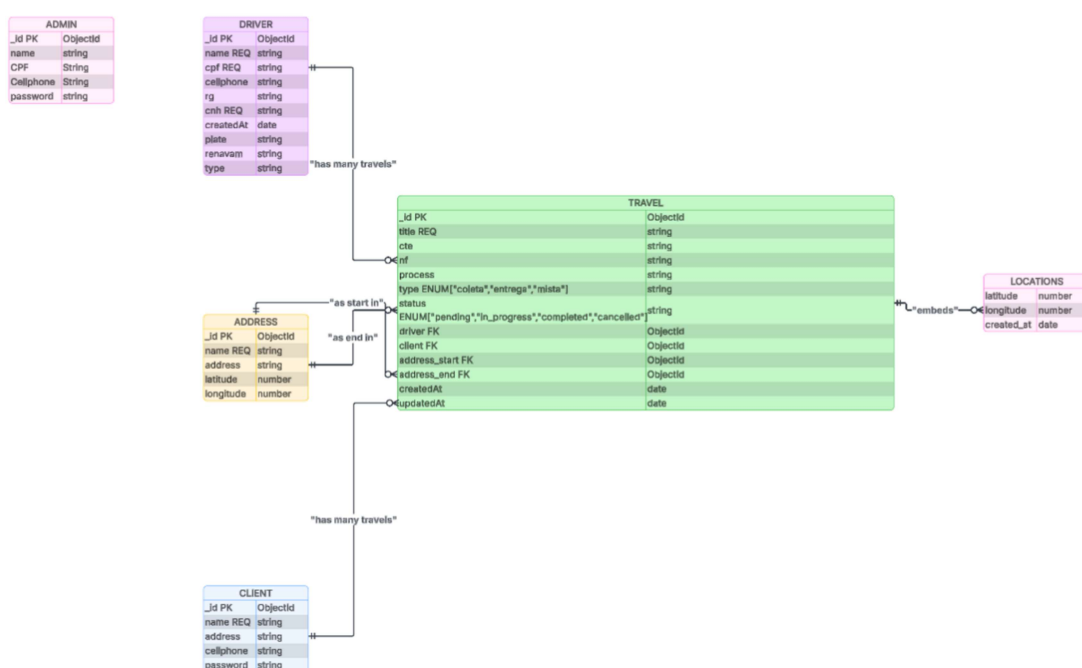 ADMIN
_id PK ObjectId
name string
CPF String
Cellphone String
password string
DRIVER
_id PK ObjectId
name REQ string
cpf REQ string
cellphone string
rg string
cnh REQ string
createdAt date
plate string
renavam string
type string
"has many travels"
TRAVEL
_id PK ObjectId
title REQ string
cte string
nf string
process string
type ENUM["coleta","entrega","mista"] string
status
ENUM["pending","in_progress","completed","cancelled"] string
driver FK ObjectId
client FK ObjectId
address_start FK ObjectId
address_end FK ObjectId
createdAt date
updatedAt date
LOCATIONS
latitude number
longitude number
created_at date
"embeds"
"as start in"
"as end in"
ADDRESS
_id PK ObjectId
name REQ string
address string
latitude number
longitude number
"has many travels"
CLIENT
_id PK ObjectId
name REQ string
address string
cellphone string
password string